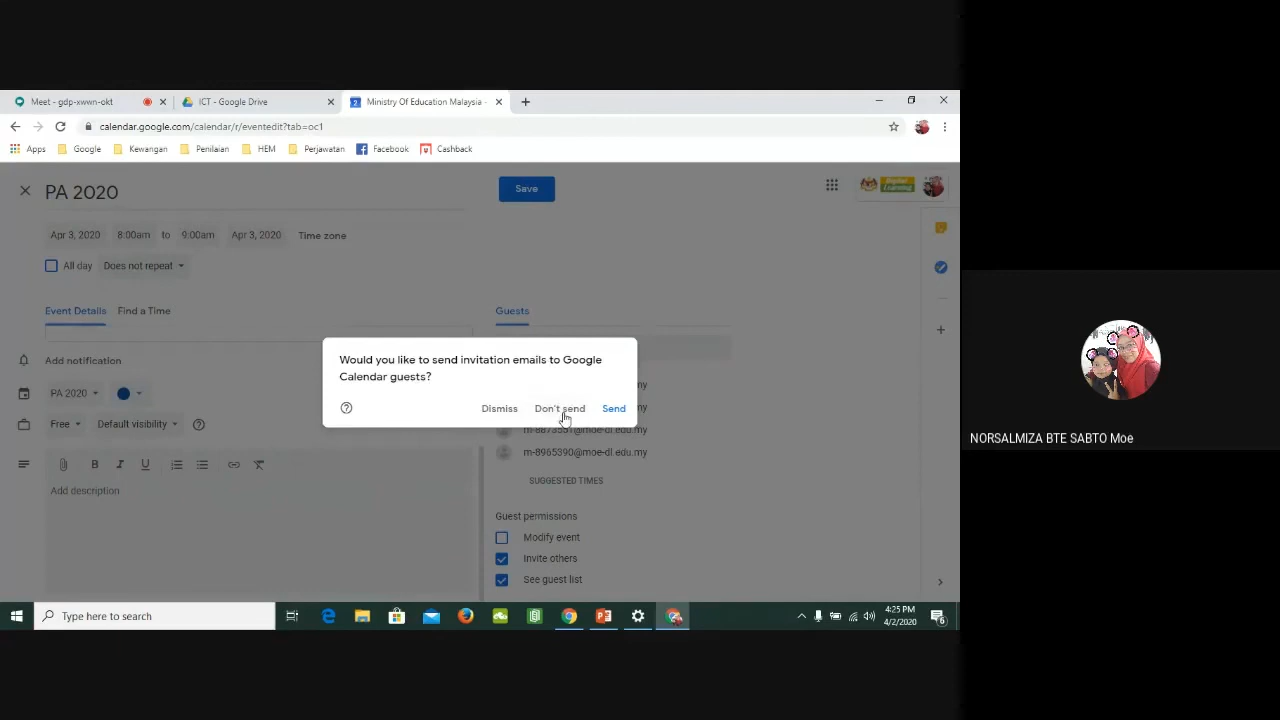 Meet - gdp-xwwn-okt
ICT - Google Drive
Ministry Of Education Malaysia -
calendar.google.com/calendar/r/eventedit?tab=oc1
Apps
Google
Kewangan
Penilaian
HEM
Perjawatan
Facebook
Cashback
PA 2020
Save
Apr 3, 2020 8:00am to 9:00am Apr 3, 2020 Time zone
All day Does not repeat
Event Details Find a Time
Guests
Would you like to send invitation emails to Google
Calendar guests?
Dismiss Don't send Send
Add notification
PA 2020
Free Default visibility
B I U
Add description
m-8965390@moe-dl.edu.my
SUGGESTED TIMES
Guest permissions
Modify event
Invite others
See guest list
NORSALMIZA BTE SABTO Moe
Type here to search
4:25 PM
4/2/2020
6